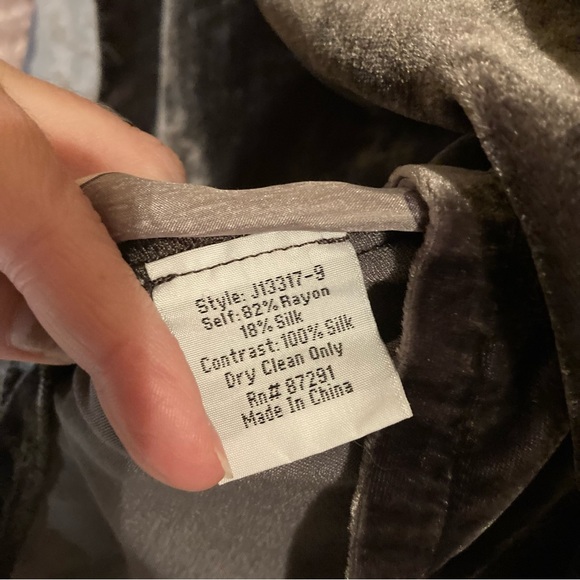 Style: J13317-9
Self: 82% Rayon
18% Silk
Contrast: 100% Silk
Dry Clean Only
Rn# 87291
Made In China